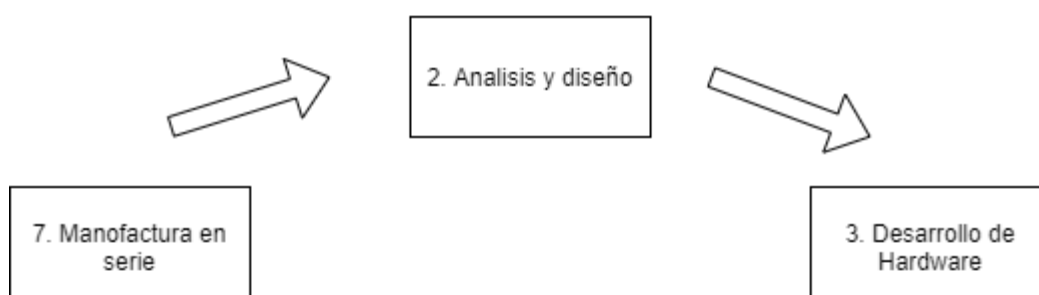 2. Analisis y diseño
7. Manofactura en
serie
3. Desarrollo de
Hardware